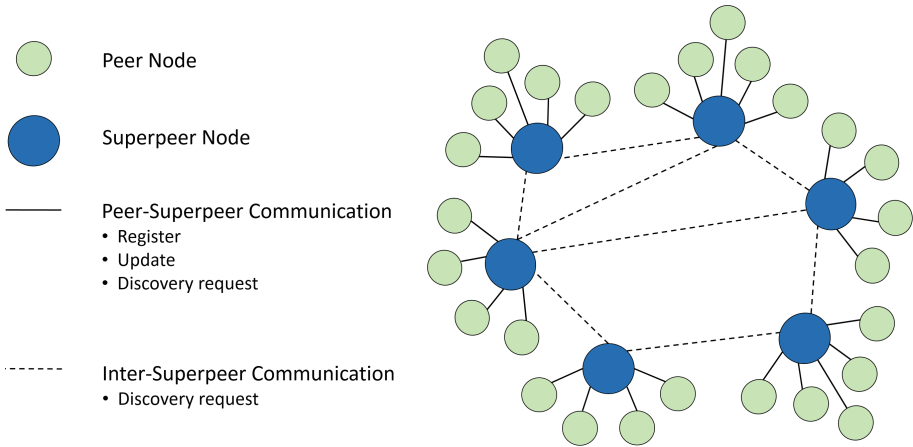 Peer Node
Superpeer Node
Peer-Superpeer Communication
• Register
• Update
• Discovery request
Inter-Superpeer Communication
• Discovery request